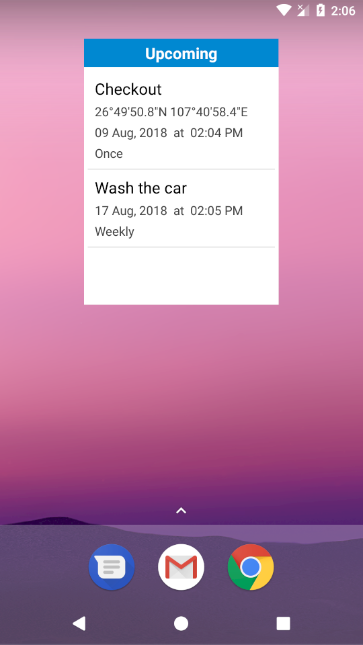 2:06
Upcoming
Checkout
26°49'50.8"N 107°40'58.4"E
09 Aug, 2018 at 02:04 PM
Once
Wash the car
17 Aug, 2018 at 02:05 PM
Weekly